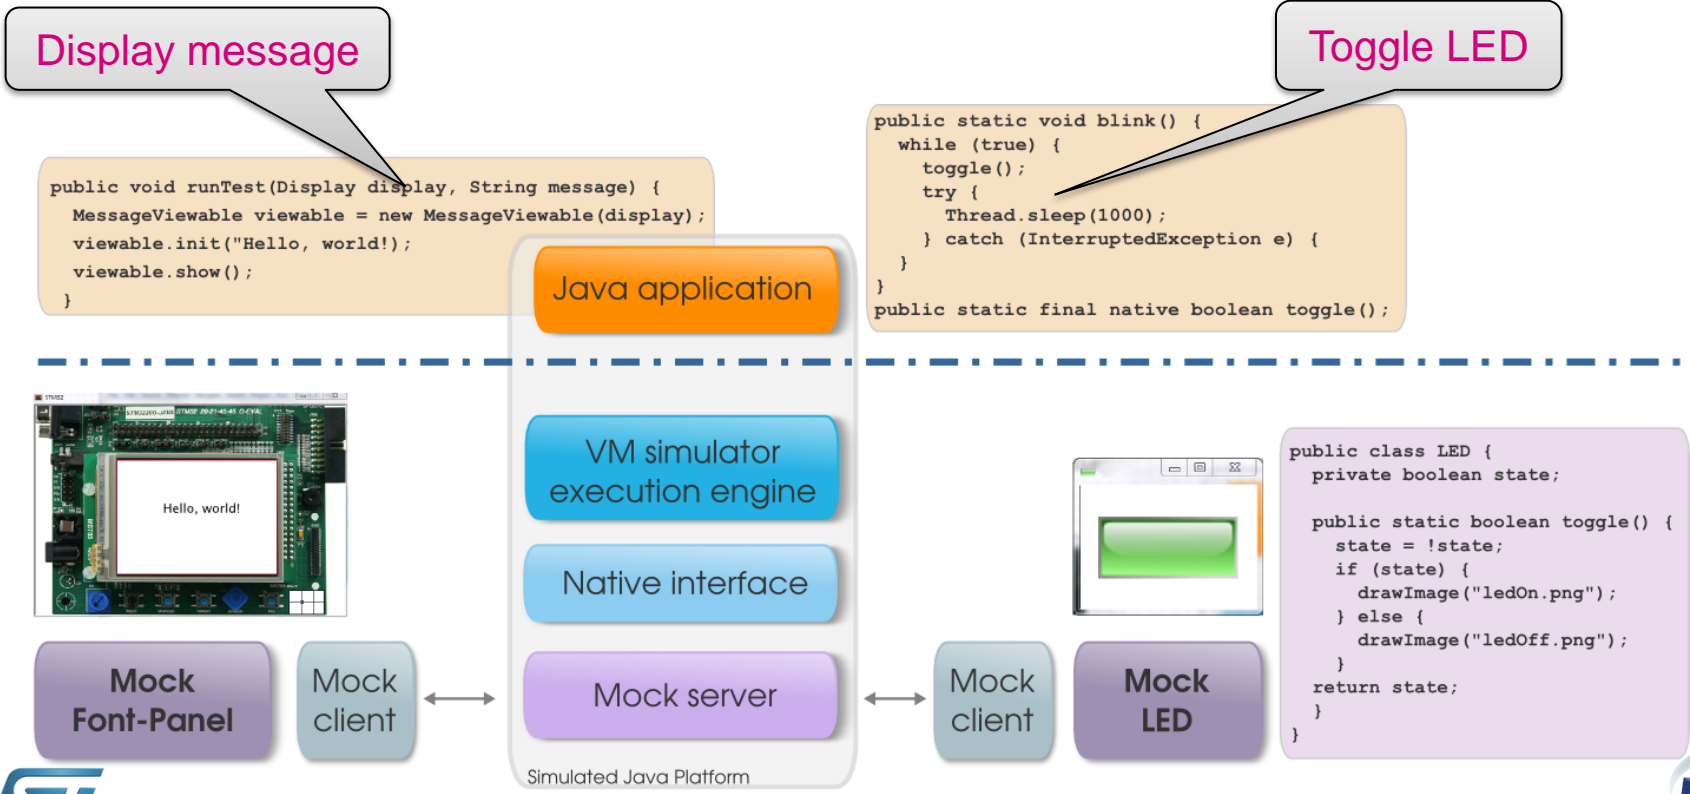 Display message
Toggle LED
public void runTest(Display display, String message) {
MessageViewable viewable = new MessageViewable(display);
viewable.init("Hello, world!);
viewable.show();
}
public static void blink() {
while (true) {
toggle();
try {
Thread.sleep(1000);
} catch (InterruptedException e) {
}
}
public static final native boolean toggle();
Java application
VM simulator
execution engine
Native interface
Mock server
Simulated Java Platform
STM32
Hello, world!
Mock
Font-Panel
Mock
client
Mock
client
Mock
LED
public class LED {
private boolean state;
public static boolean toggle() {
state = !state;
if (state) {
drawImage("ledOn.png");
} else {
drawImage("ledOff.png");
}
return state;
}
}